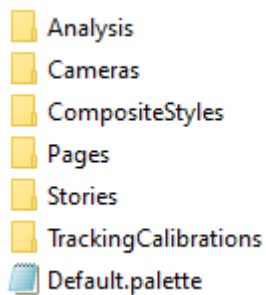 Analysis
Cameras
CompositeStyles
Pages
Stories
TrackingCalibrations
Default.palette